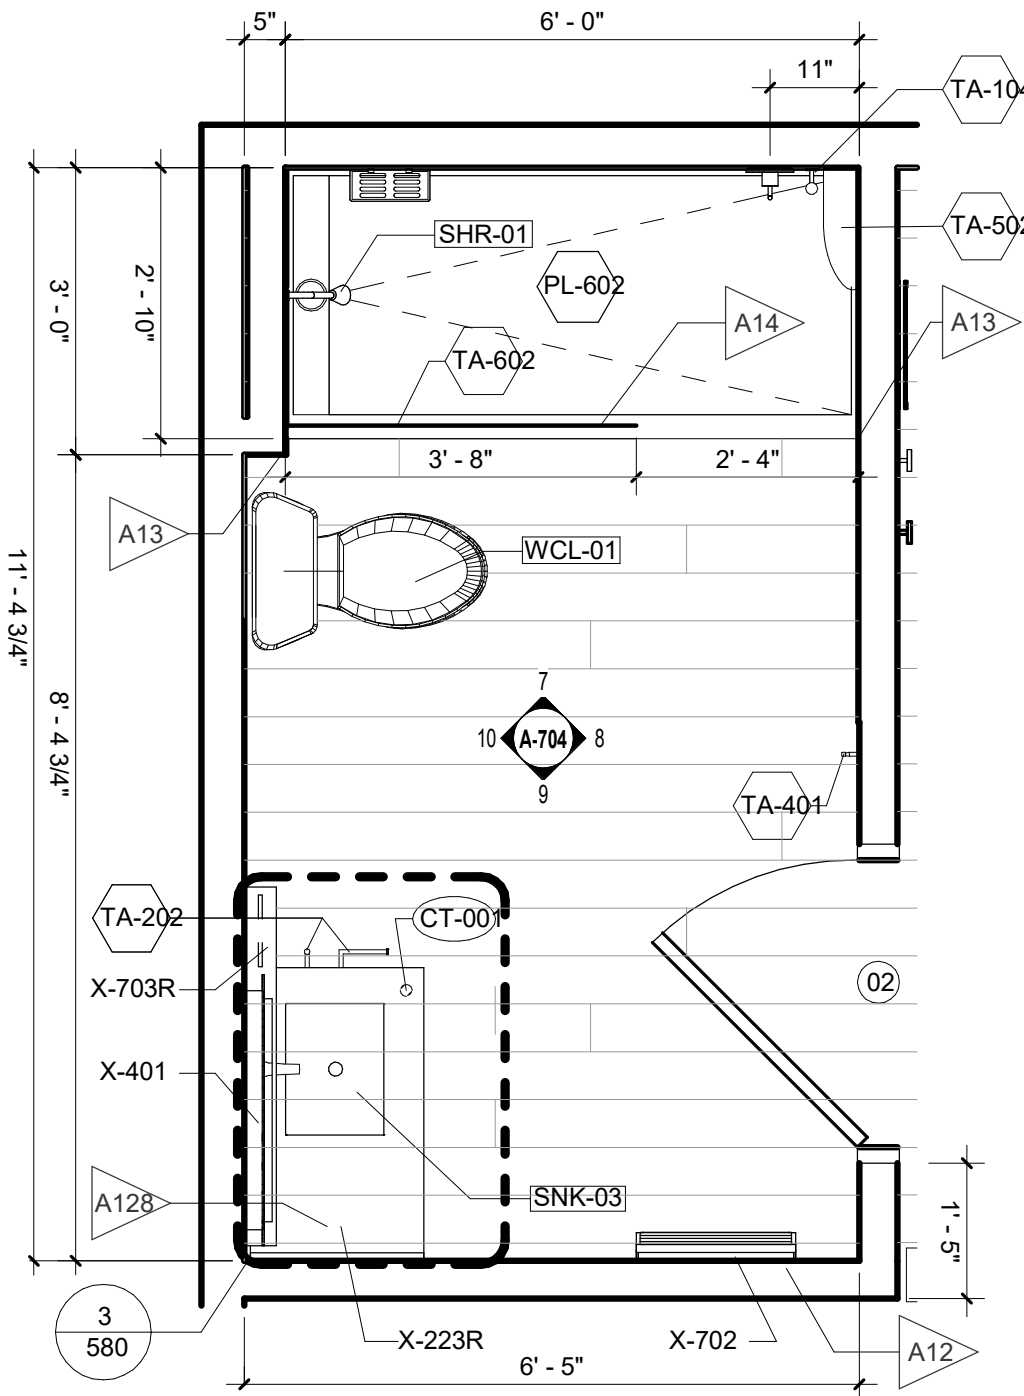 5"
6' - 0"
11"
TA-104
TA-502
SHR-01
PL-602
A14
A13
TA-602
2' - 10"
3' - 0"
3' - 8"
2' - 4"
A13
WCL-01
11' - 4 3/4"
8' - 4 3/4"
7
10
A-704
8
9
TA-401
TA-202
CT-001
X-703R
02
X-401
A128
SNK-03
1' - 5"
3
580
X-223R
X-702
A12
6' - 5"